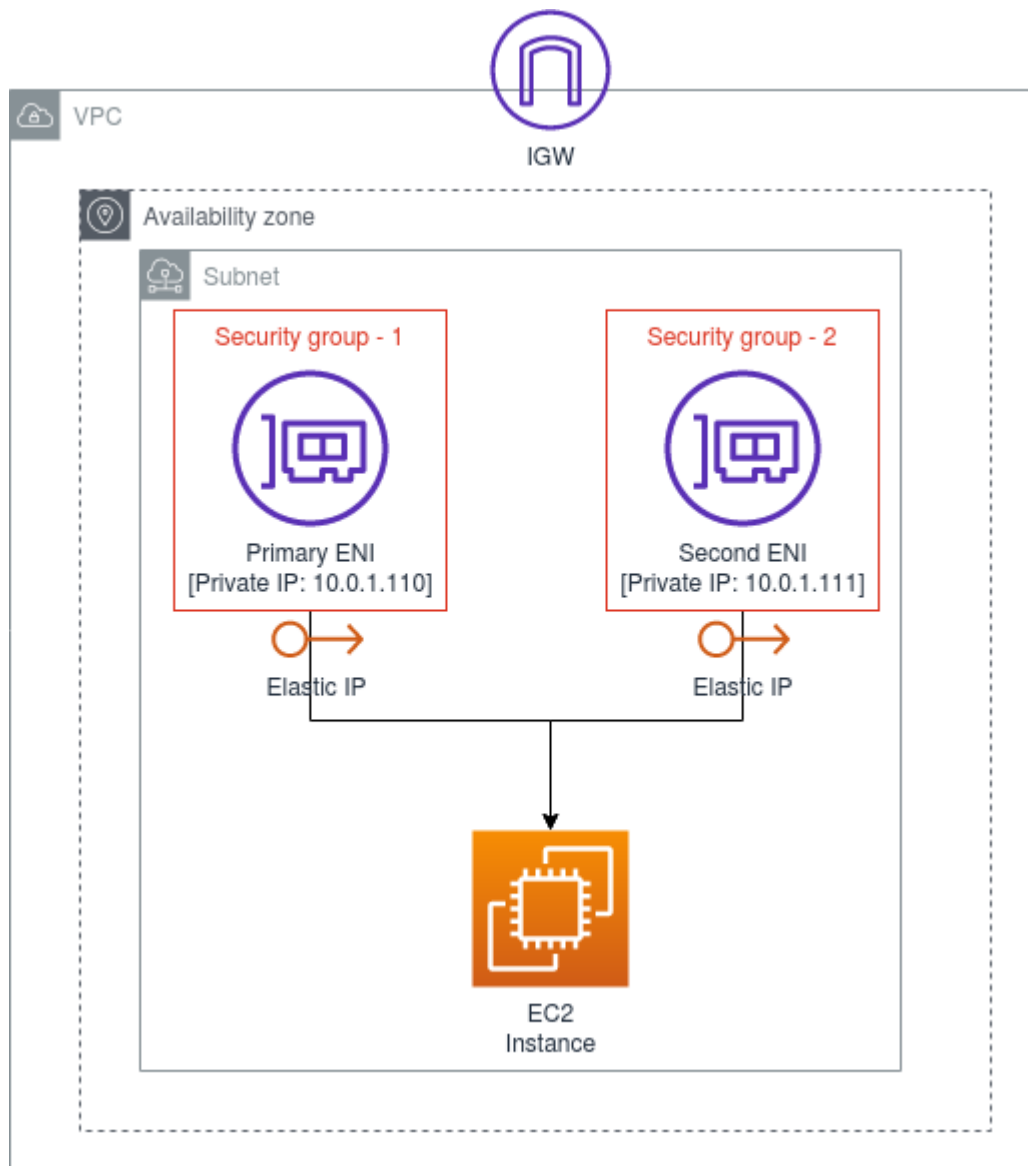 IGW
VPC
Availability zone
Subnet
Security group - 1
Security group - 2
Primary ENI
[Private IP: 10.0.1.110]
Second ENI
[Private IP: 10.0.1.111]
Elastic IP
Elastic IP
EC2
Instance